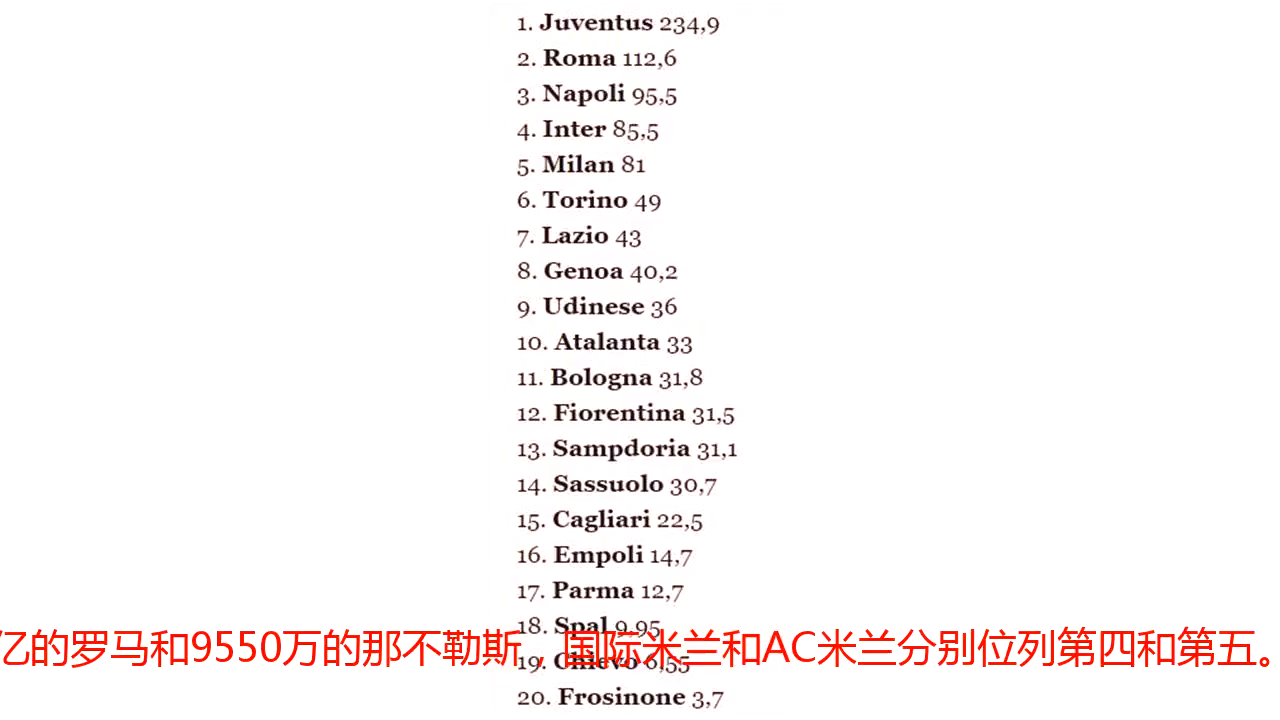 1. Juventus 234,9
2. Roma 112,6
3. Napoli 95,5
4. Inter 85,5
5. Milan 81
6. Torino 49
7. Lazio 43
8. Genoa 40,2
9. Udinese 36
10. Atalanta 33
11. Bologna 31,8
12. Fiorentina 31,5
13. Sampdoria 31,1
14. Sassuolo 30,7
15. Cagliari 22,5
16. Empoli 14,7
17. Parma 12,7
18. Spal 9,95
亿的罗马和9550万的那不勒斯，国际米兰和AC米兰分别位列第四和第五。
19. Chievo 6,55
20. Frosinone 3,7